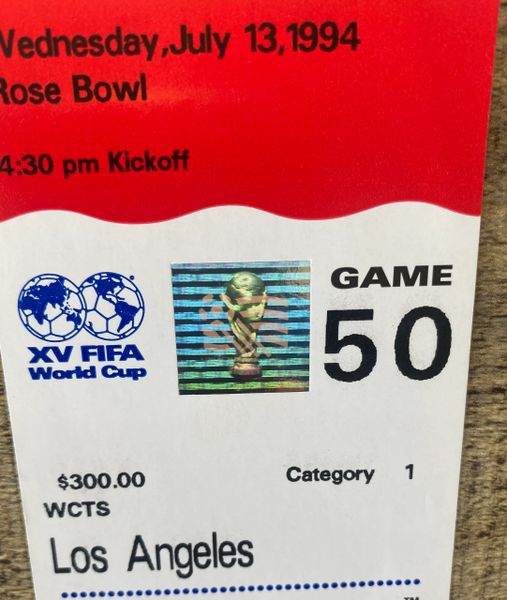 Wednesday,July 13,1994
Rose Bowl
4:30 pm Kickoff
GAME
50
XV FIFA
World Cup
$300.00
Category 1
WCTS
Los Angeles
TM